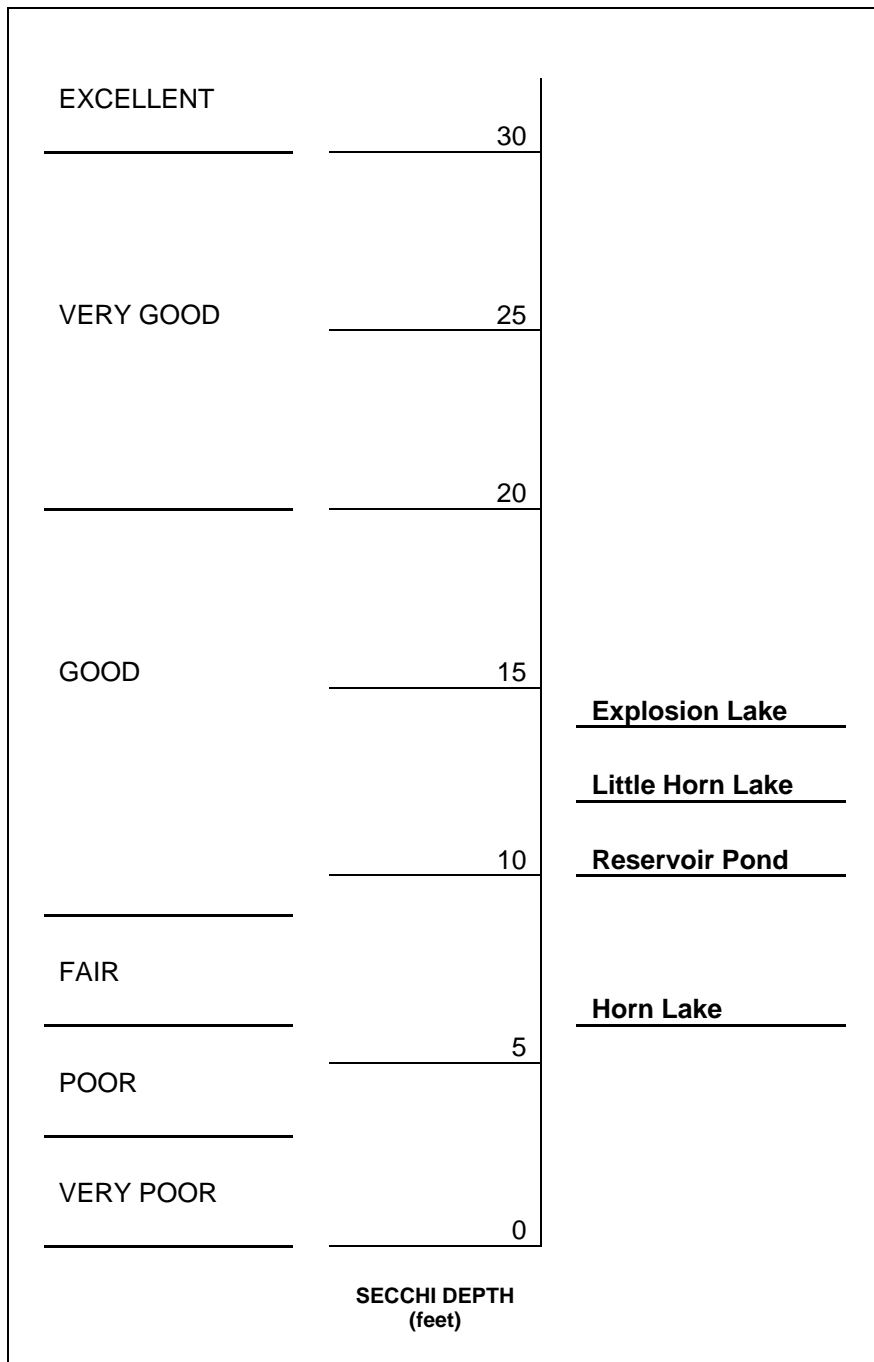 EXCELLENT
30
VERY GOOD 25
20
GOOD 15
Explosion Lake
Little Horn Lake
10 Reservoir Pond
FAIR
Horn Lake
5
POOR
VERY POOR
0
SECCHI DEPTH
(feet)